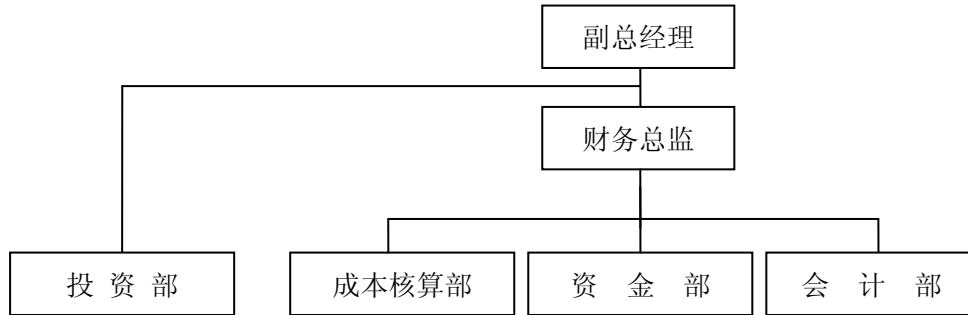 副总经理
财务总监
投 资 部
成本核算部
资 金 部
会 计 部